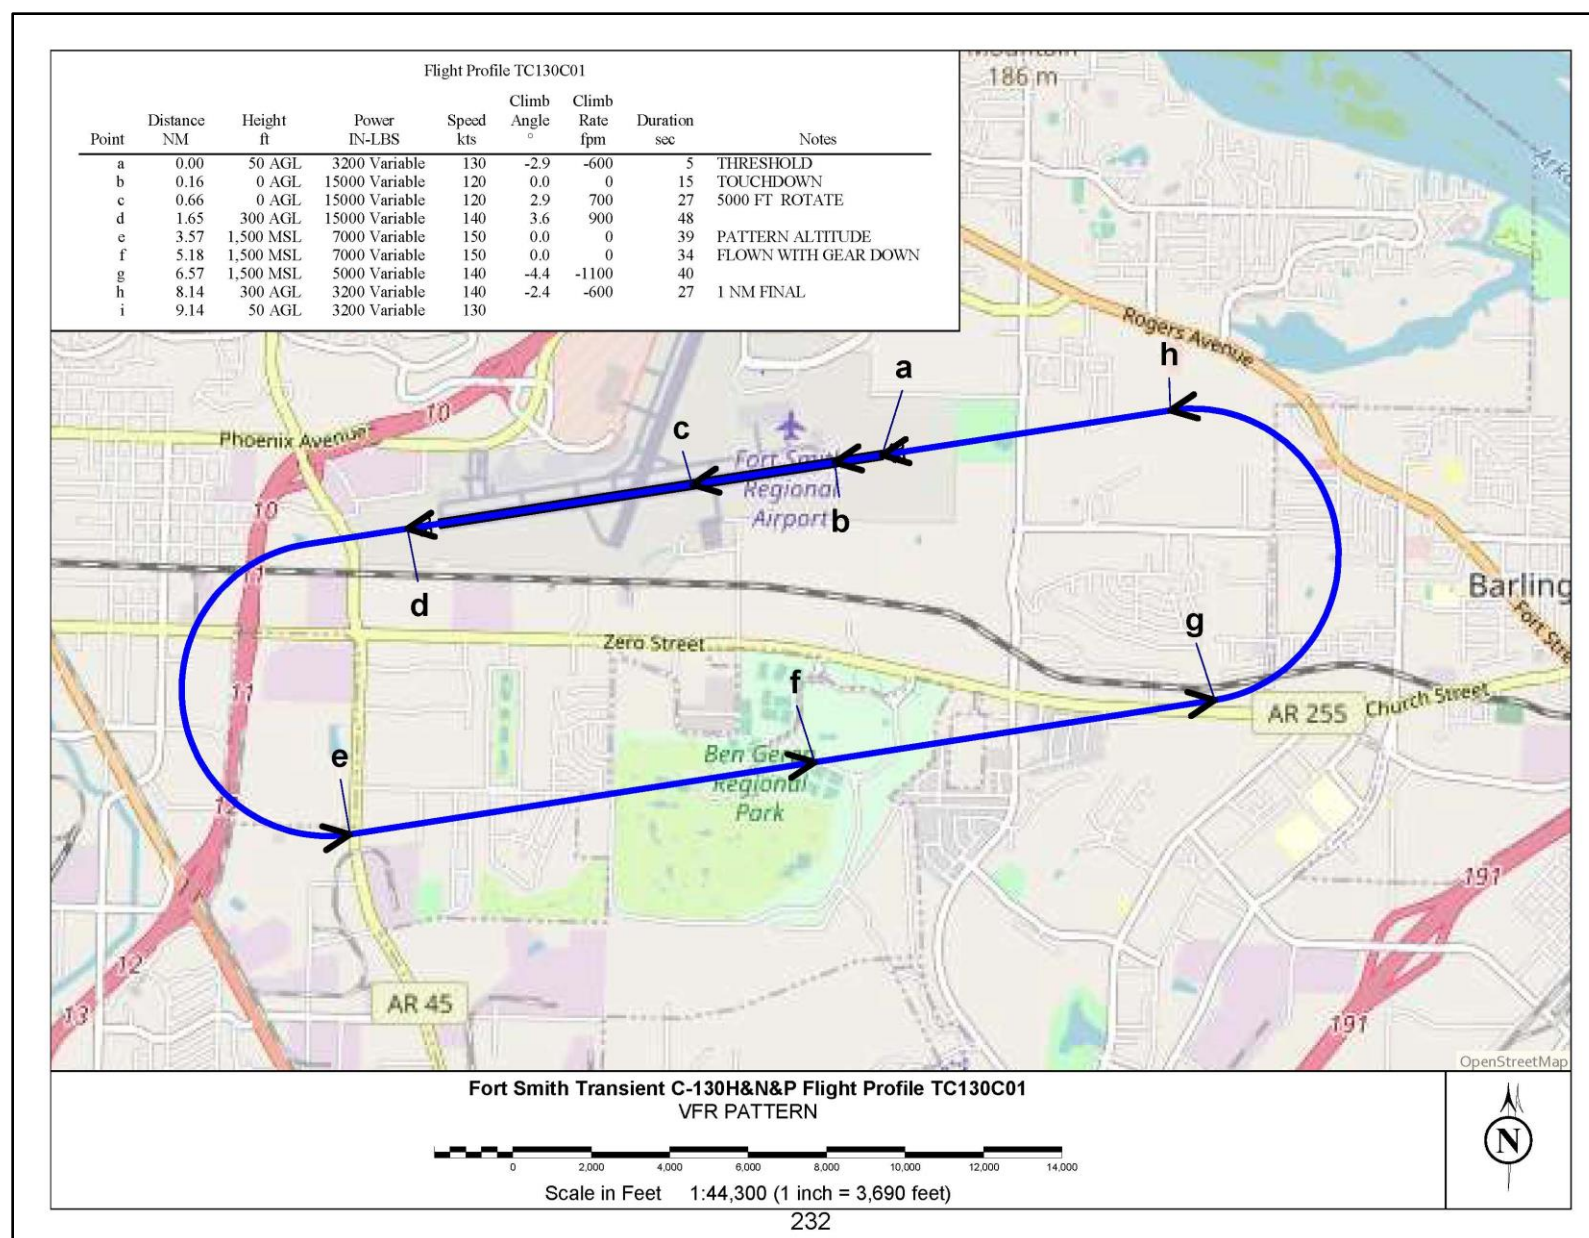 Flight Profile TC130C01
Climb Climb
Distance Height Power Speed Angle Rate Duration
Point NM ft IN-LBS kts ° fpm sec Notes
a 0.00 50 AGL 3200 Variable 130 -2.9 -600 5 THRESHOLD
b 0.16 0 AGL 15000 Variable 120 0.0 0 15 TOUCHDOWN
c 0.66 0 AGL 15000 Variable 120 2.9 700 27 5000 FT ROTATE
d 1.65 300 AGL 15000 Variable 140 3.6 900 48
e 3.57 1,500 MSL 7000 Variable 150 0.0 0 39 PATTERN ALTITUDE
f 5.18 1,500 MSL 7000 Variable 150 0.0 0 34 FLOWN WITH GEAR DOWN
g 6.57 1,500 MSL 5000 Variable 140 -4.4 -1100 40
h 8.14 300 AGL 3200 Variable 140 -2.4 -600 27 1 NM FINAL
i 9.14 50 AGL 3200 Variable 130
186 m
Rogers Avenue
h
a
10
Phoenix Avenue
c
Fort Smith
Regional
Airport
b
10
11
d
Barling
Zero Street
g
f
11
AR 255
Church Street
e
Ben Geren
Regional
Park
12
191
12
AR 45
13
191
OpenStreetMap
Fort Smith Transient C-130H&N&P Flight Profile TC130C01
VFR PATTERN
0 2,000 4,000 6,000 8,000 10,000 12,000 14,000
Scale in Feet 1:44,300 (1 inch = 3,690 feet)
N
232